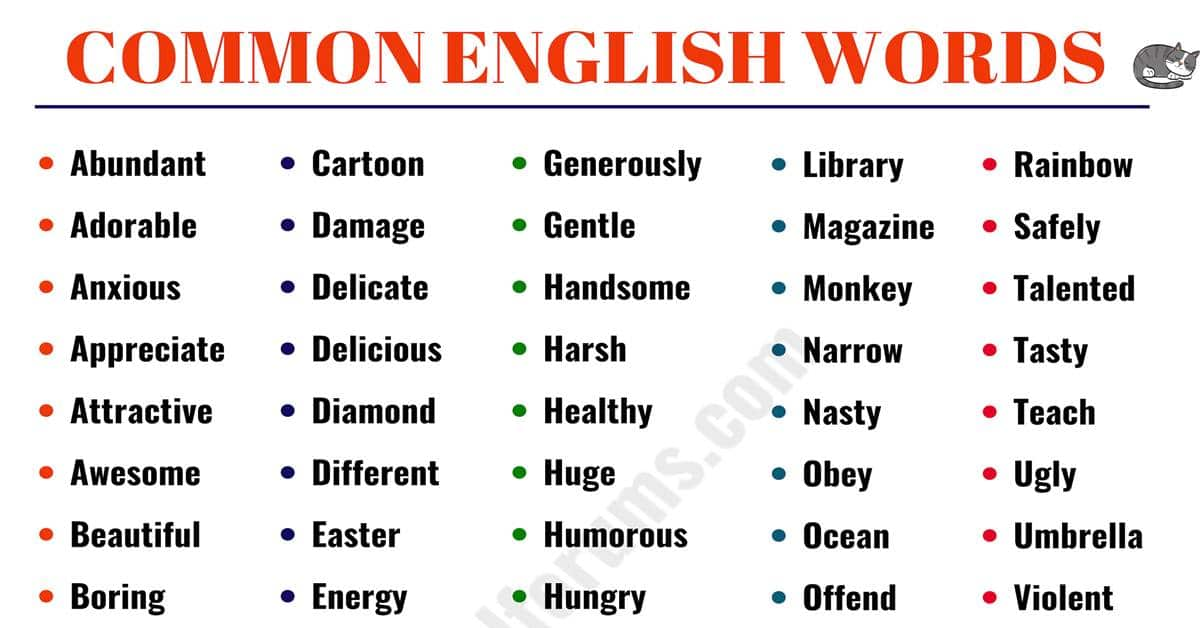 COMMON ENGLISH WORDS
• Abundant
• Adorable
• Anxious
• Appreciate
• Attractive
• Awesome
• Beautiful
• Boring
• Cartoon
• Damage
• Delicate
• Delicious
• Diamond
• Different
• Easter
• Energy
• Generously
• Gentle
• Handsome
• Harsh
• Healthy
• Huge
• Humorous
• Hungry
• Library
• Magazine
• Monkey
• Narrow
• Nasty
• Obey
• Ocean
• Offend
• Rainbow
• Safely
• Talented
• Tasty
• Teach
• Ugly
• Umbrella
• Violent
lforums.com